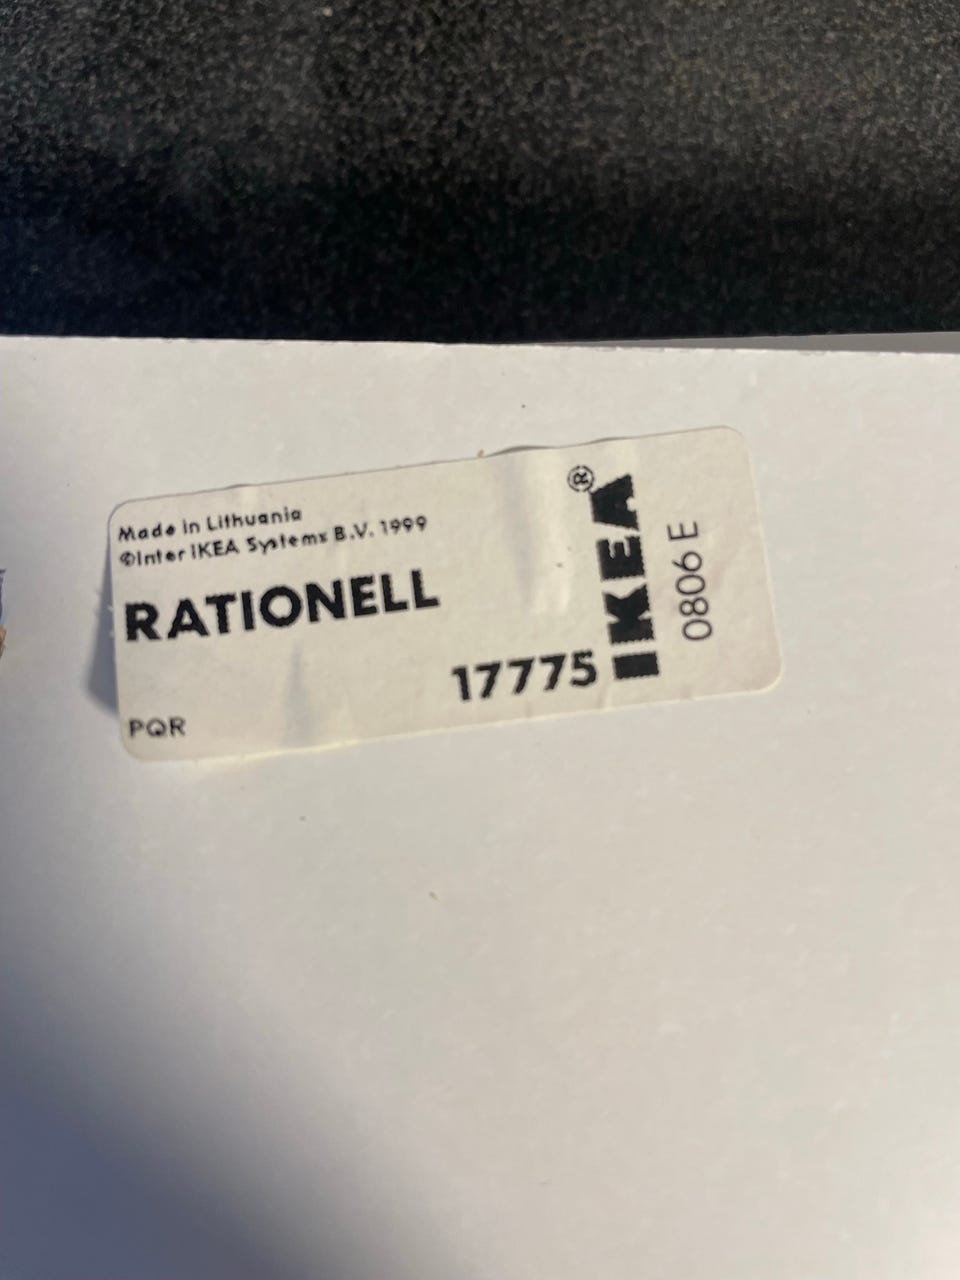 Made in Lithuania
©Inter IKEA Systems B.V. 1999
RATIONELL
17775
PQR
IKEA®
0806 E